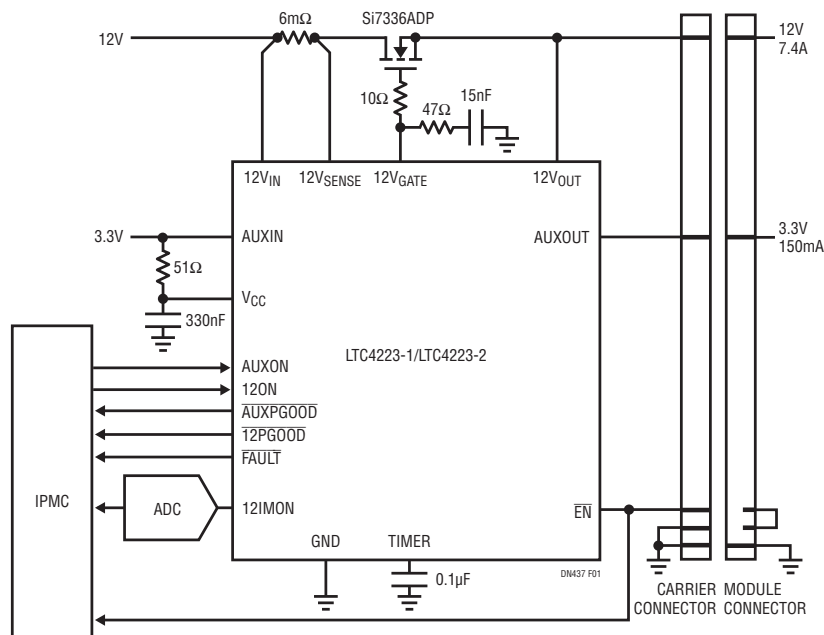 6mΩ
Si7336ADP
12V
12V
7.4A
10Ω
47Ω
15nF
12VIN
12VSENSE
12VGATE
12VOUT
3.3V
AUXIN
AUXOUT
3.3V
150mA
51Ω
VCC
330nF
LTC4223-1/LTC4223-2
AUXON
12ON
AUXPGOOD
12PGOOD
FAULT
IPMC
ADC
12IMON
EN
GND
TIMER
0.1µF
DN437 F01
CARRIER
CONNECTOR
MODULE
CONNECTOR